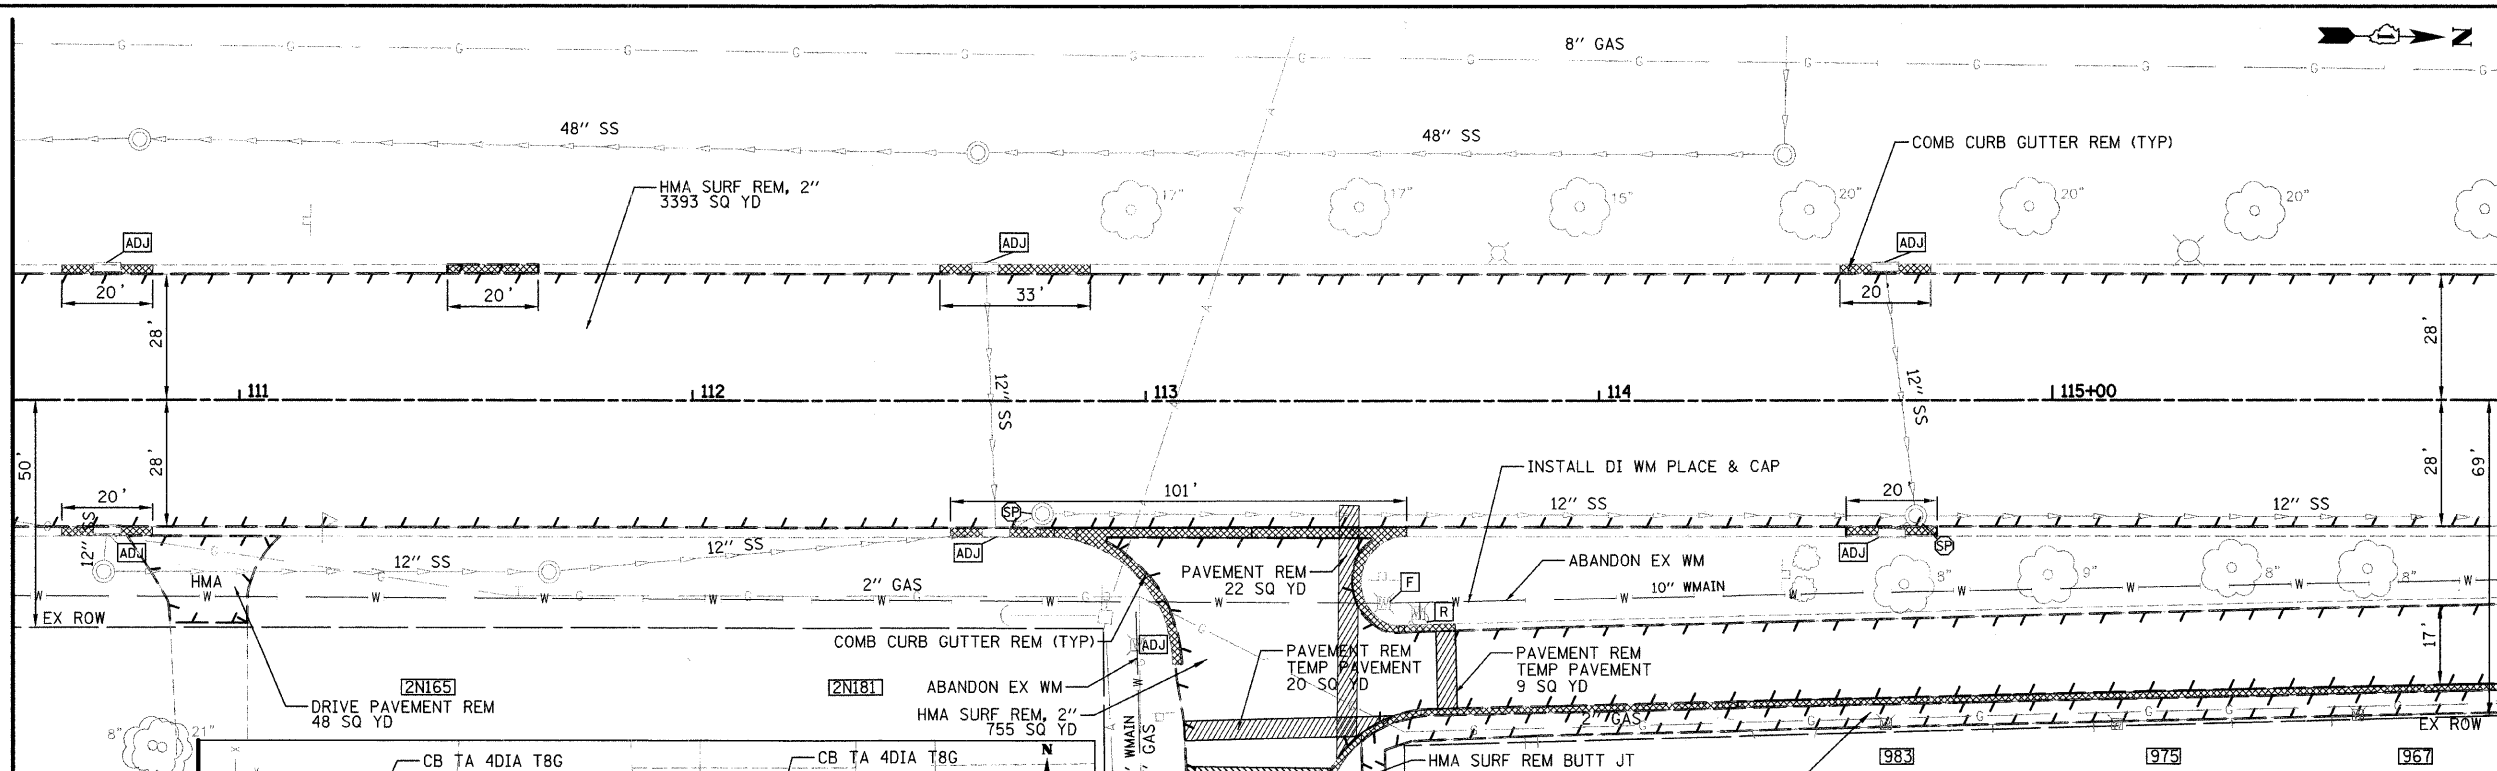 G G G G G G G G G G G G G G G
8" GAS
N
48" SS
48" SS
COMB CURB GUTTER REM (TYP)
HMA SURF REM, 2"
3393 SQ YD
17"
17"
15"
20"
20"
20"
ADJ
ADJ
ADJ
20'
20'
33'
20'
28'
28'
12" SS
12" SS
111
112
113
114
115+00
50'
28'
28'
69'
INSTALL DI WM PLACE & CAP
20'
101'
20'
SP
12" SS
12" SS
12" SS
ADJ
12" SS
12" SS
ADJ
ADJ
SP
HMA
2" GAS
PAVEMENT REM
22 SQ YD
F
ABANDON EX WM
10" WMAIN
8"
9"
8"
8"
W W W W W W W W W W W W W
R
EX ROW
COMB CURB GUTTER REM (TYP)
ADJ
17'
PAVEMENT REM
TEMP PAVEMENT
20 SQ YD
PAVEMENT REM
TEMP PAVEMENT
9 SQ YD
2N165
2N181
ABANDON EX WM
DRIVE PAVEMENT REM
48 SQ YD
HMA SURF REM, 2"
755 SQ YD
2" GAS
EX ROW
8"
21"
WMAIN
GAS
N
CB TA 4DIA T8G
CB TA 4DIA T8G
HMA SURF REM BUTT JT
983
975
967